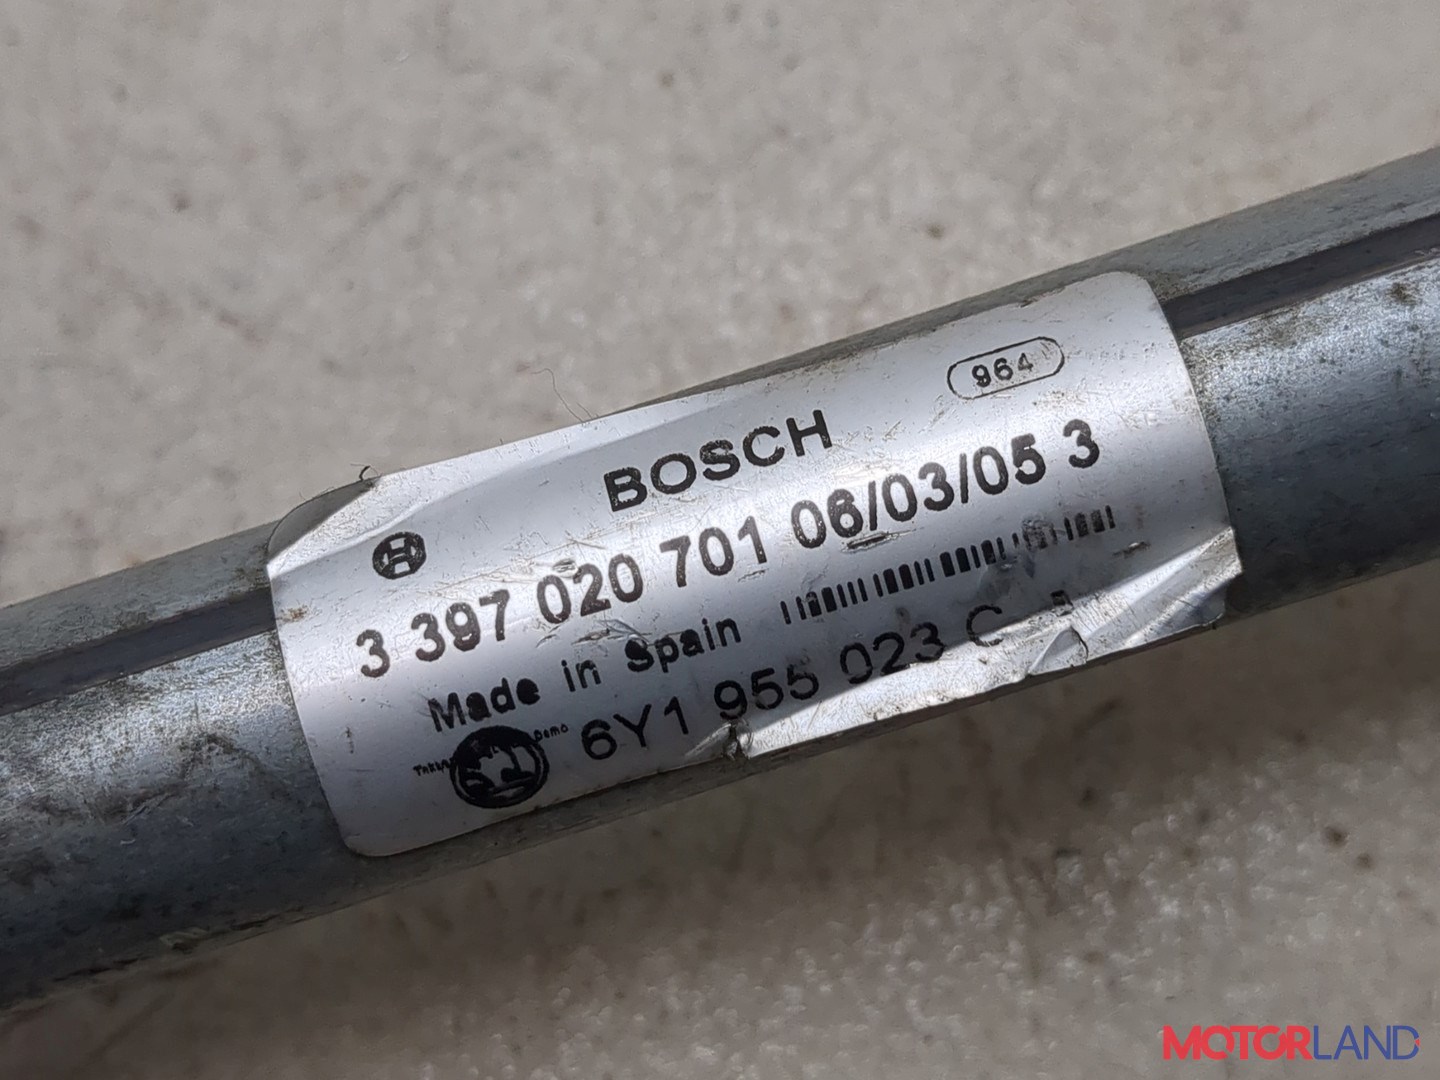 964
BOSCH
3 397 020 701 06/03/05 3
Made in Spain
6Y1 955 023 C
MOTORLAND